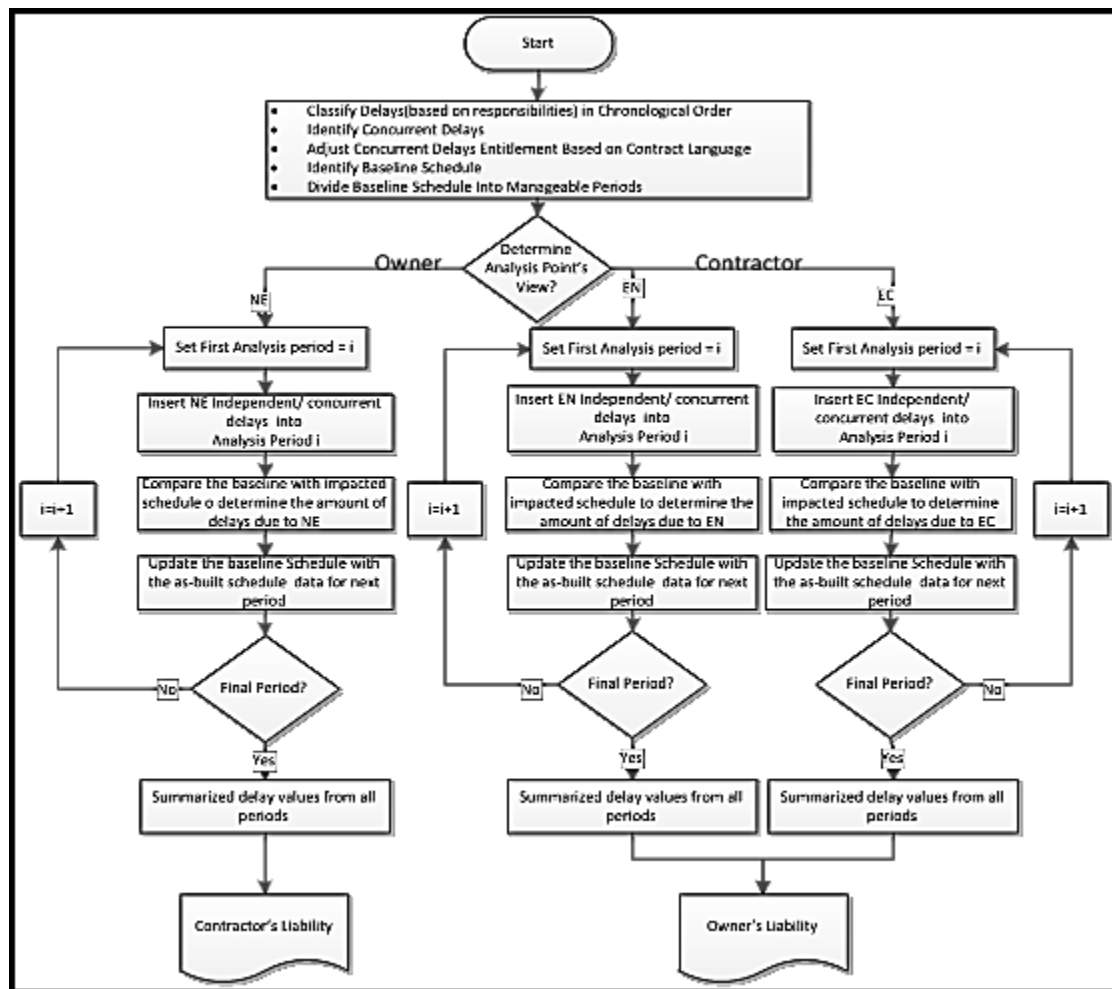 Start
• Classify Delays(based on responsibilities) in Chronological Order
• Identify Concurrent Delays
• Adjust Concurrent Delays Entitlement Based on Contract Language
• Identify Baseline Schedule
• Divide Baseline Schedule Into Manageable Periods
Determine
Analysis Point's
View?
Owner
Contractor
NE
EN
EC
Set First Analysis period = i
Set First Analysis period = i
Set First Analysis period = i
Insert NE Independent/ concurrent
delays into
Analysis Period i
Insert EN Independent/ concurrent
delays into
Analysis Period i
Insert EC Independent/
concurrent delays into
Analysis Period i
i=i+1
Compare the baseline with impacted
schedule o determine the amount of
delays due to NE
i=i+1
Compare the baseline with
impacted schedule to determine the
amount of delays due to EN
Compare the baseline with
impacted schedule to determine
the amount of delays due to EC
i=i+1
Update the baseline Schedule with
the as-built schedule data for next
period
Update the baseline Schedule with
the as-built schedule data for next
period
Update the baseline Schedule with
the as-built schedule data for next
period
Final Period?
Final Period?
Final Period?
No
No
No
Yes
Yes
Yes
Summarized delay values from all
periods
Summarized delay values from all
periods
Summarized delay values from all
periods
Contractor's Liability
Owner's Liability